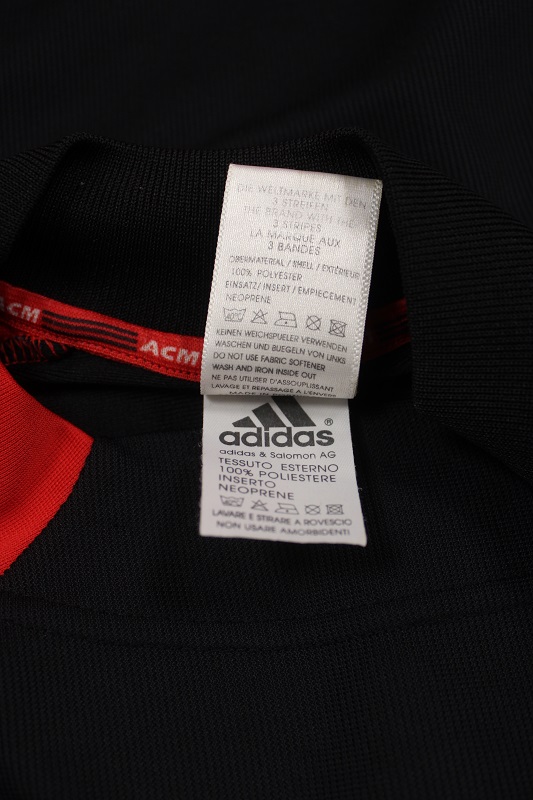 DIE WELTMARKE MIT DEN
3 STREIFEN
THE BRAND WITH THE
3 STRIPES
LA MARQUE AUX
3 BANDES
OBERMATERIAL / SHELL / EXTÉRIEUR
100% POLYESTER
EINSATZ/ INSERT / EMPIECEMENT
NEOPRENE
40°C
KEINEN WEICHSPUELER VERWENDEN
WASCHEN UND BUEGELN VON LINKS
DO NOT USE FABRIC SOFTENER
WASH AND IRON INSIDE OUT
NE PAS UTILISER D'ASSOUPLISSANT
LAVAGE ET REPASSAGE A L'ENVERS
ACM
ACM
adidas®
adidas & Salomon AG
TESSUTO ESTERNO
100% POLIESTERE
INSERTO
NEOPRENE
LAVARE E STIRARE A ROVESCIO
NON USARE AMORBIDENTI